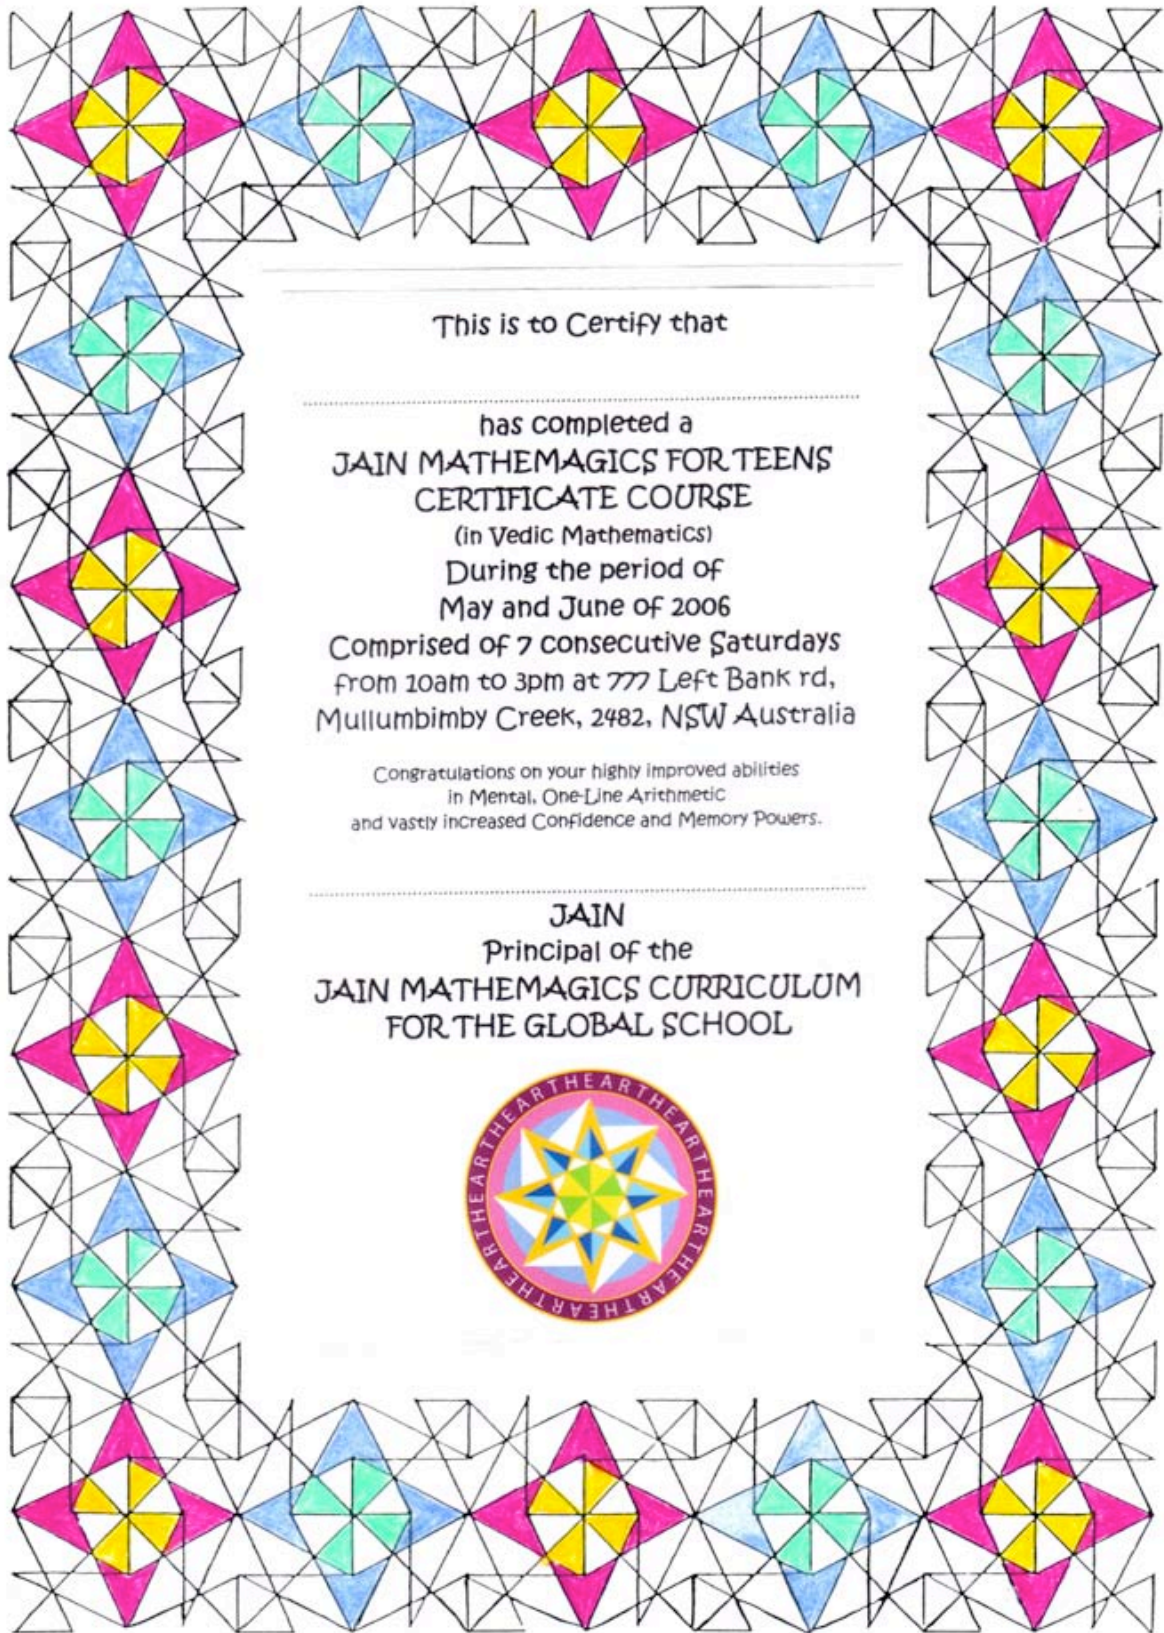 This is to Certify that
has completed a
JAIN MATHEMAGICS FOR TEENS
CERTIFICATE COURSE
(in Vedic Mathematics)
During the period of
May and June of 2006
Comprised of 7 consecutive Saturdays
from 10am to 3pm at 777 Left Bank rd,
Mullumbimby Creek, 2482, NSW Australia
Congratulations on your highly improved abilities
in Mental, One-Line Arithmetic
and vastly increased Confidence and Memory Powers.
JAIN
Principal of the
JAIN MATHEMAGICS CURRICULUM
FOR THE GLOBAL SCHOOL
HEARTHEARTHEARTHEARTHEARTHEARTHEARTHEART